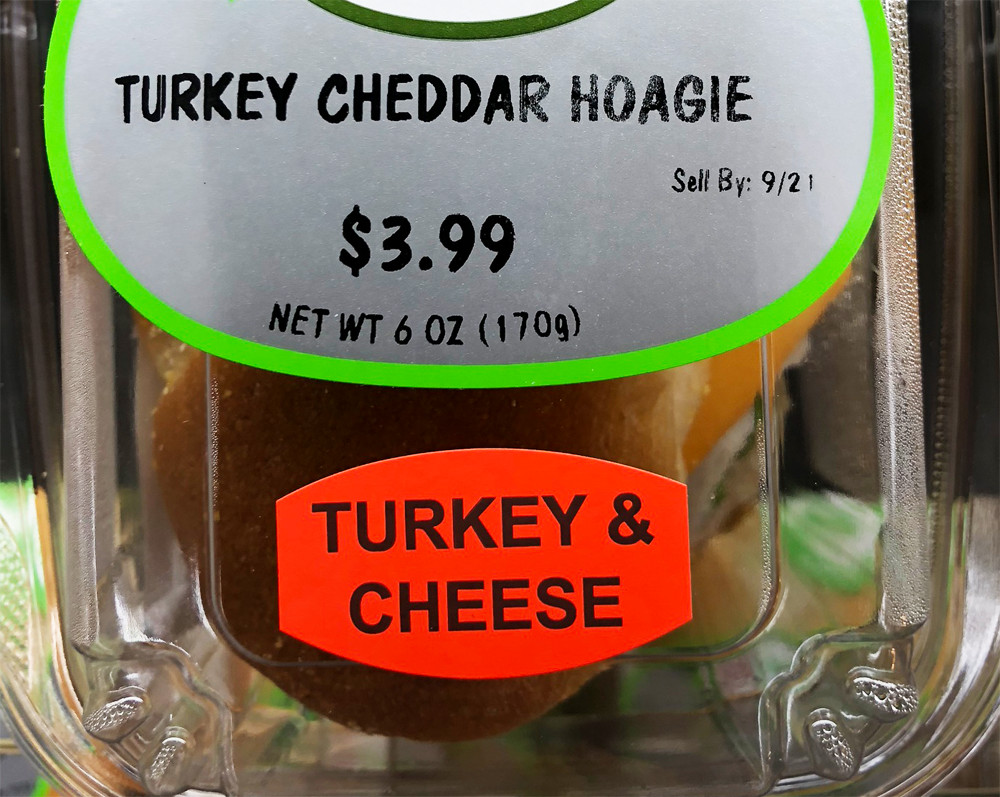 TURKEY CHEDDAR HOAGIE
Sell By: 9/21
$3.99
NET WT 6 OZ (170g)
TURKEY &
CHEESE